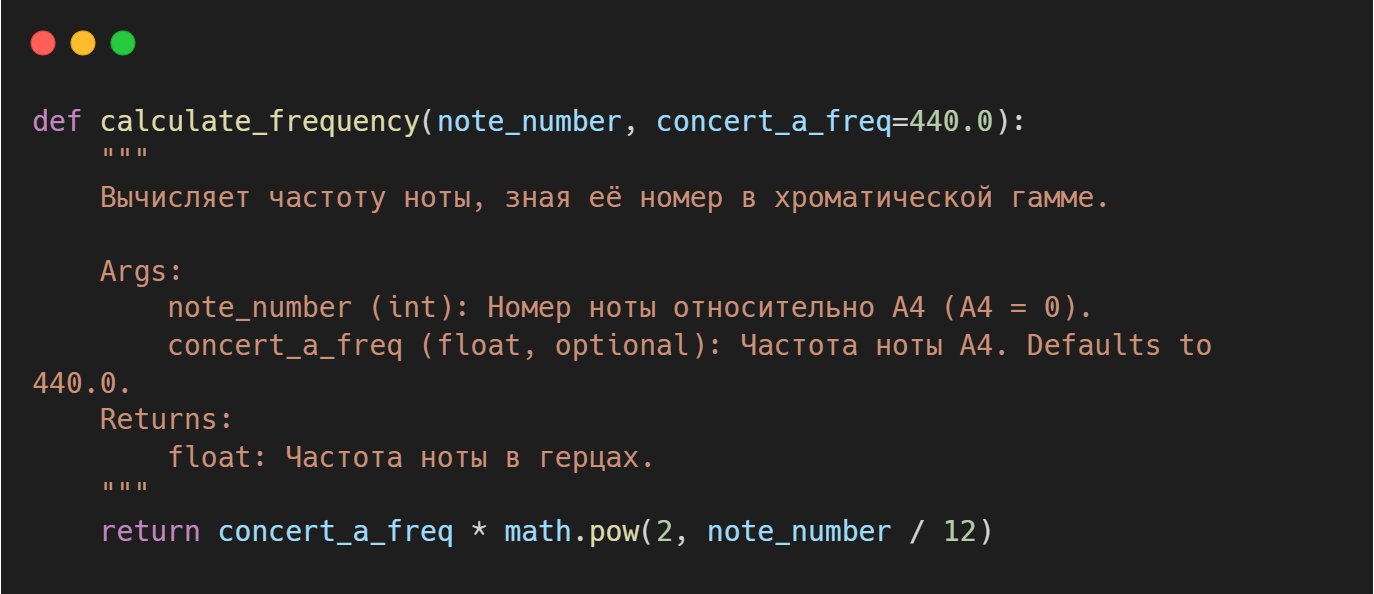 def calculate_frequency(note_number, concert_a_freq=440.0):
    """
    Вычисляет частоту ноты, зная её номер в хроматической гамме.

    Args:
        note_number (int): Номер ноты относительно A4 (A4 = 0).
        concert_a_freq (float, optional): Частота ноты A4. Defaults to
440.0.
    Returns:
        float: Частота ноты в герцах.
    """
    return concert_a_freq * math.pow(2, note_number / 12)